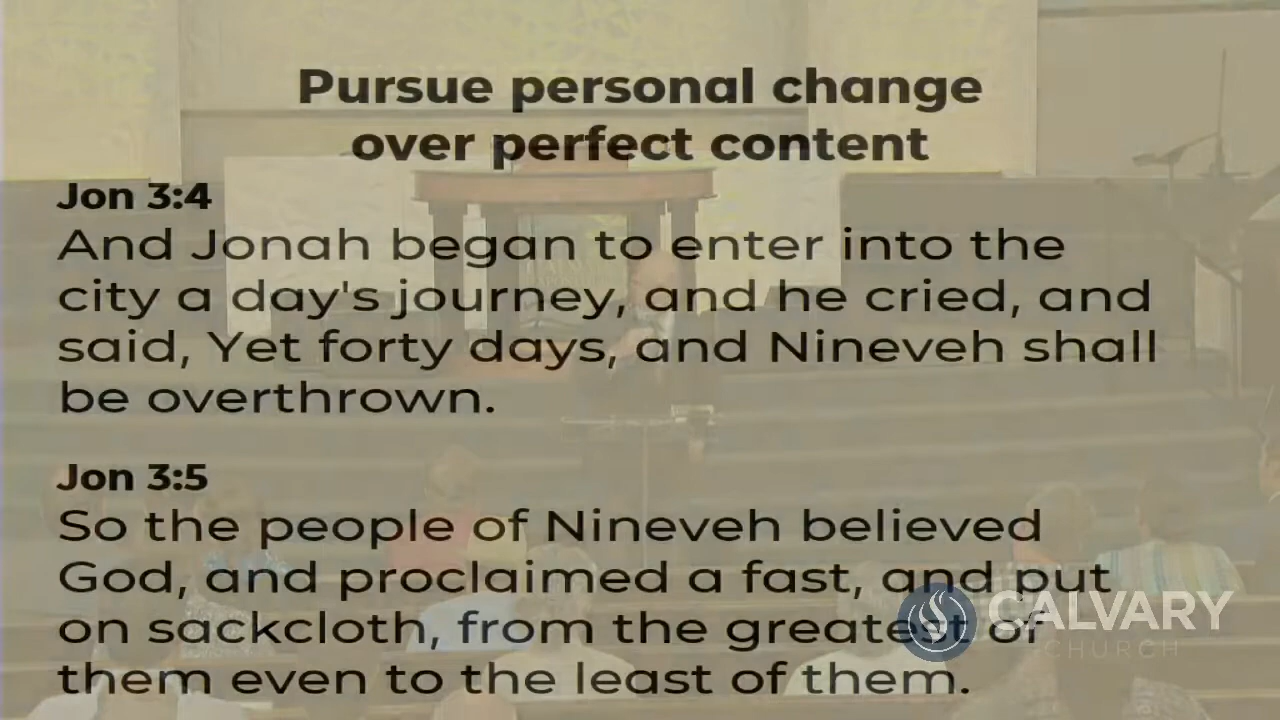 Pursue personal change
over perfect content
Jon 3:4
And Jonah began to enter into the
city a day's journey, and he cried, and
said, Yet forty days, and Nineveh shall
be overthrown.
Jon 3:5
So the people of Nineveh believed
God, and proclaimed a fast, and put
on sackcloth, from the greatest of
them even to the least of them.
CALVARY
CHURCH